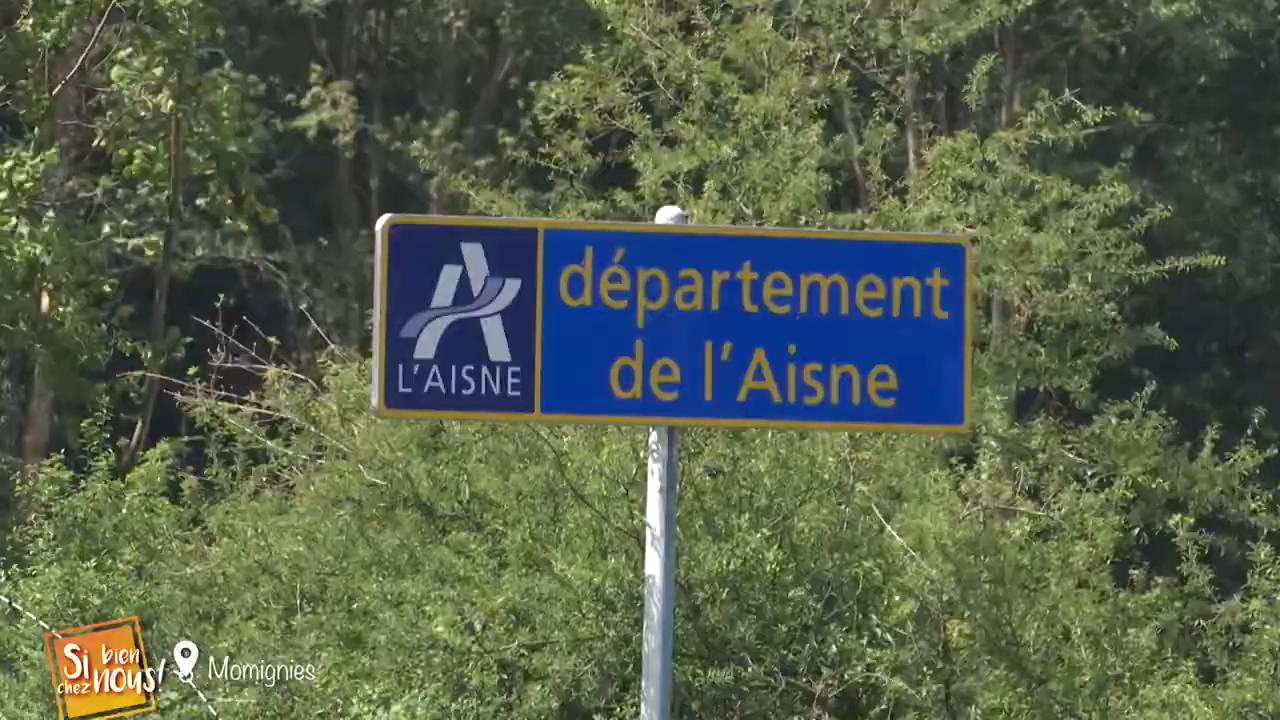 L'AISNE
département
de l'Aisne
Si bien
chez nous!
Momignies